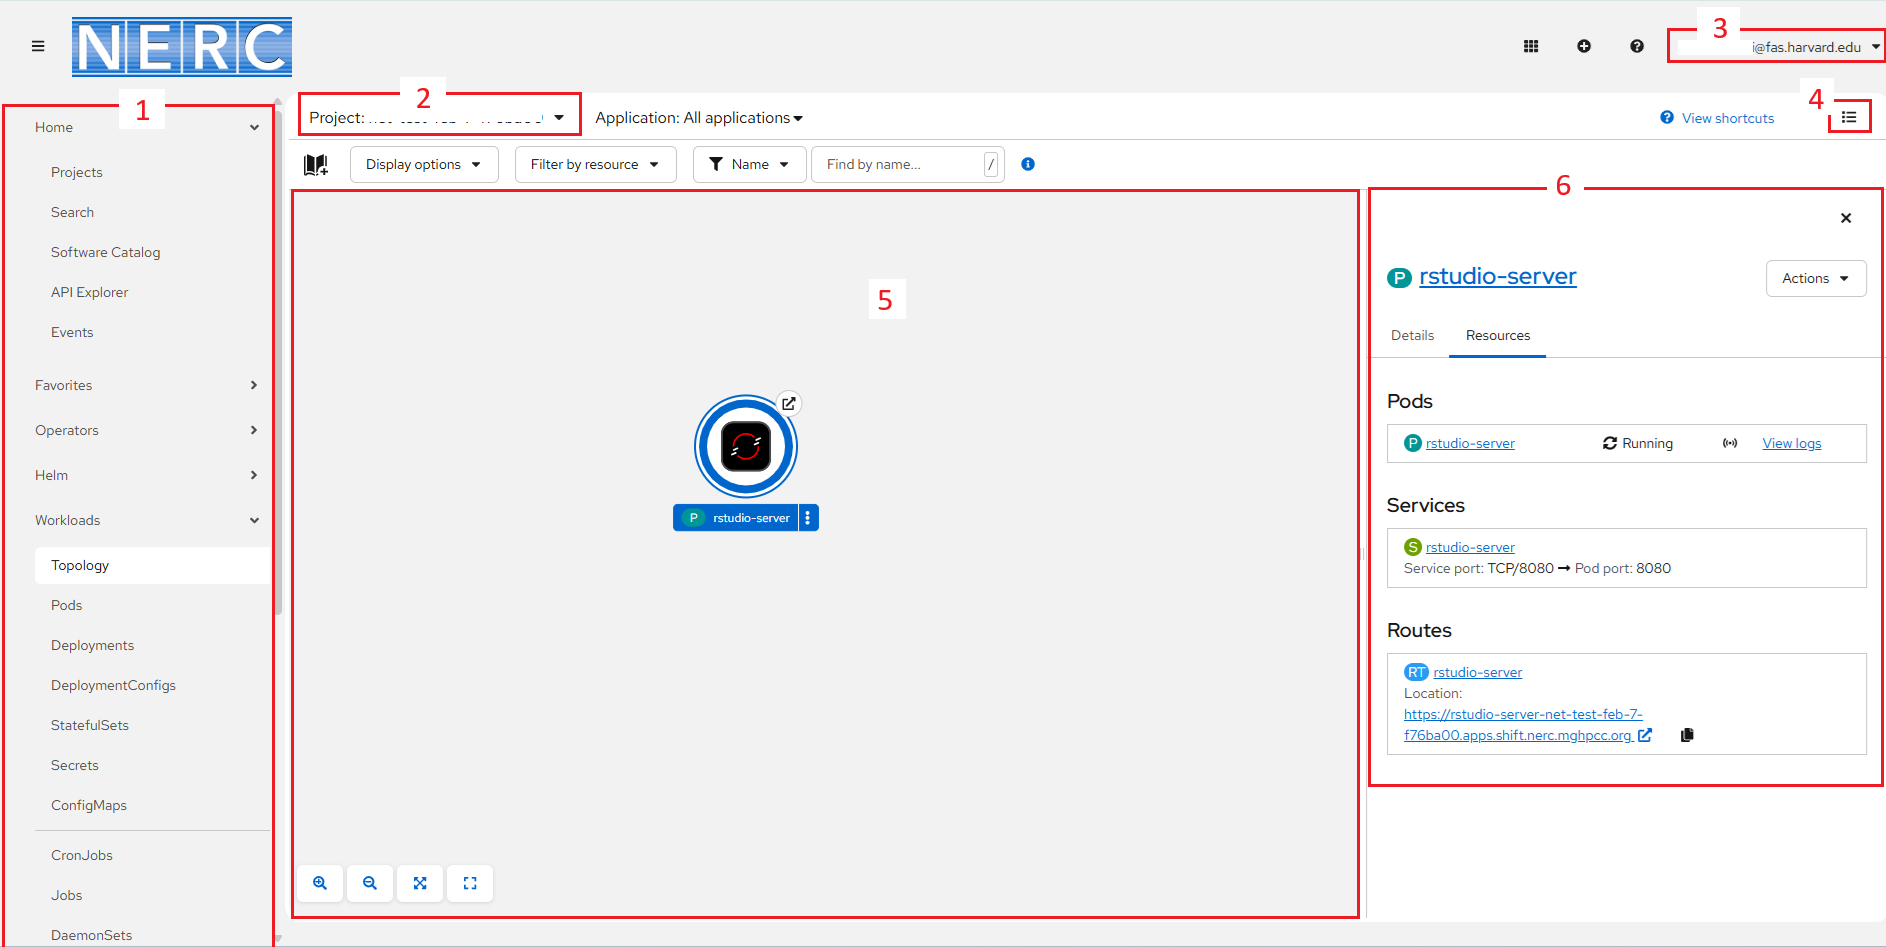 NERC
3
i@fas.harvard.edu
1
2
4
Project:
Application: All applications
View shortcuts
Display options
Filter by resource
Name
Find by name...
/
Home
Projects
Search
Software Catalog
API Explorer
Events
Favorites
Operators
Helm
Workloads
Topology
Pods
Deployments
DeploymentConfigs
StatefulSets
Secrets
ConfigMaps
CronJobs
Jobs
DaemonSets
5
P rstudio-server
6
P rstudio-server
Actions
Details Resources
Pods
P rstudio-server Running View logs
Services
S rstudio-server
Service port: TCP/8080 → Pod port: 8080
Routes
RT rstudio-server
Location:
https://rstudio-server-net-test-feb-7-
f76ba00.apps.shift.nerc.mghpcc.org